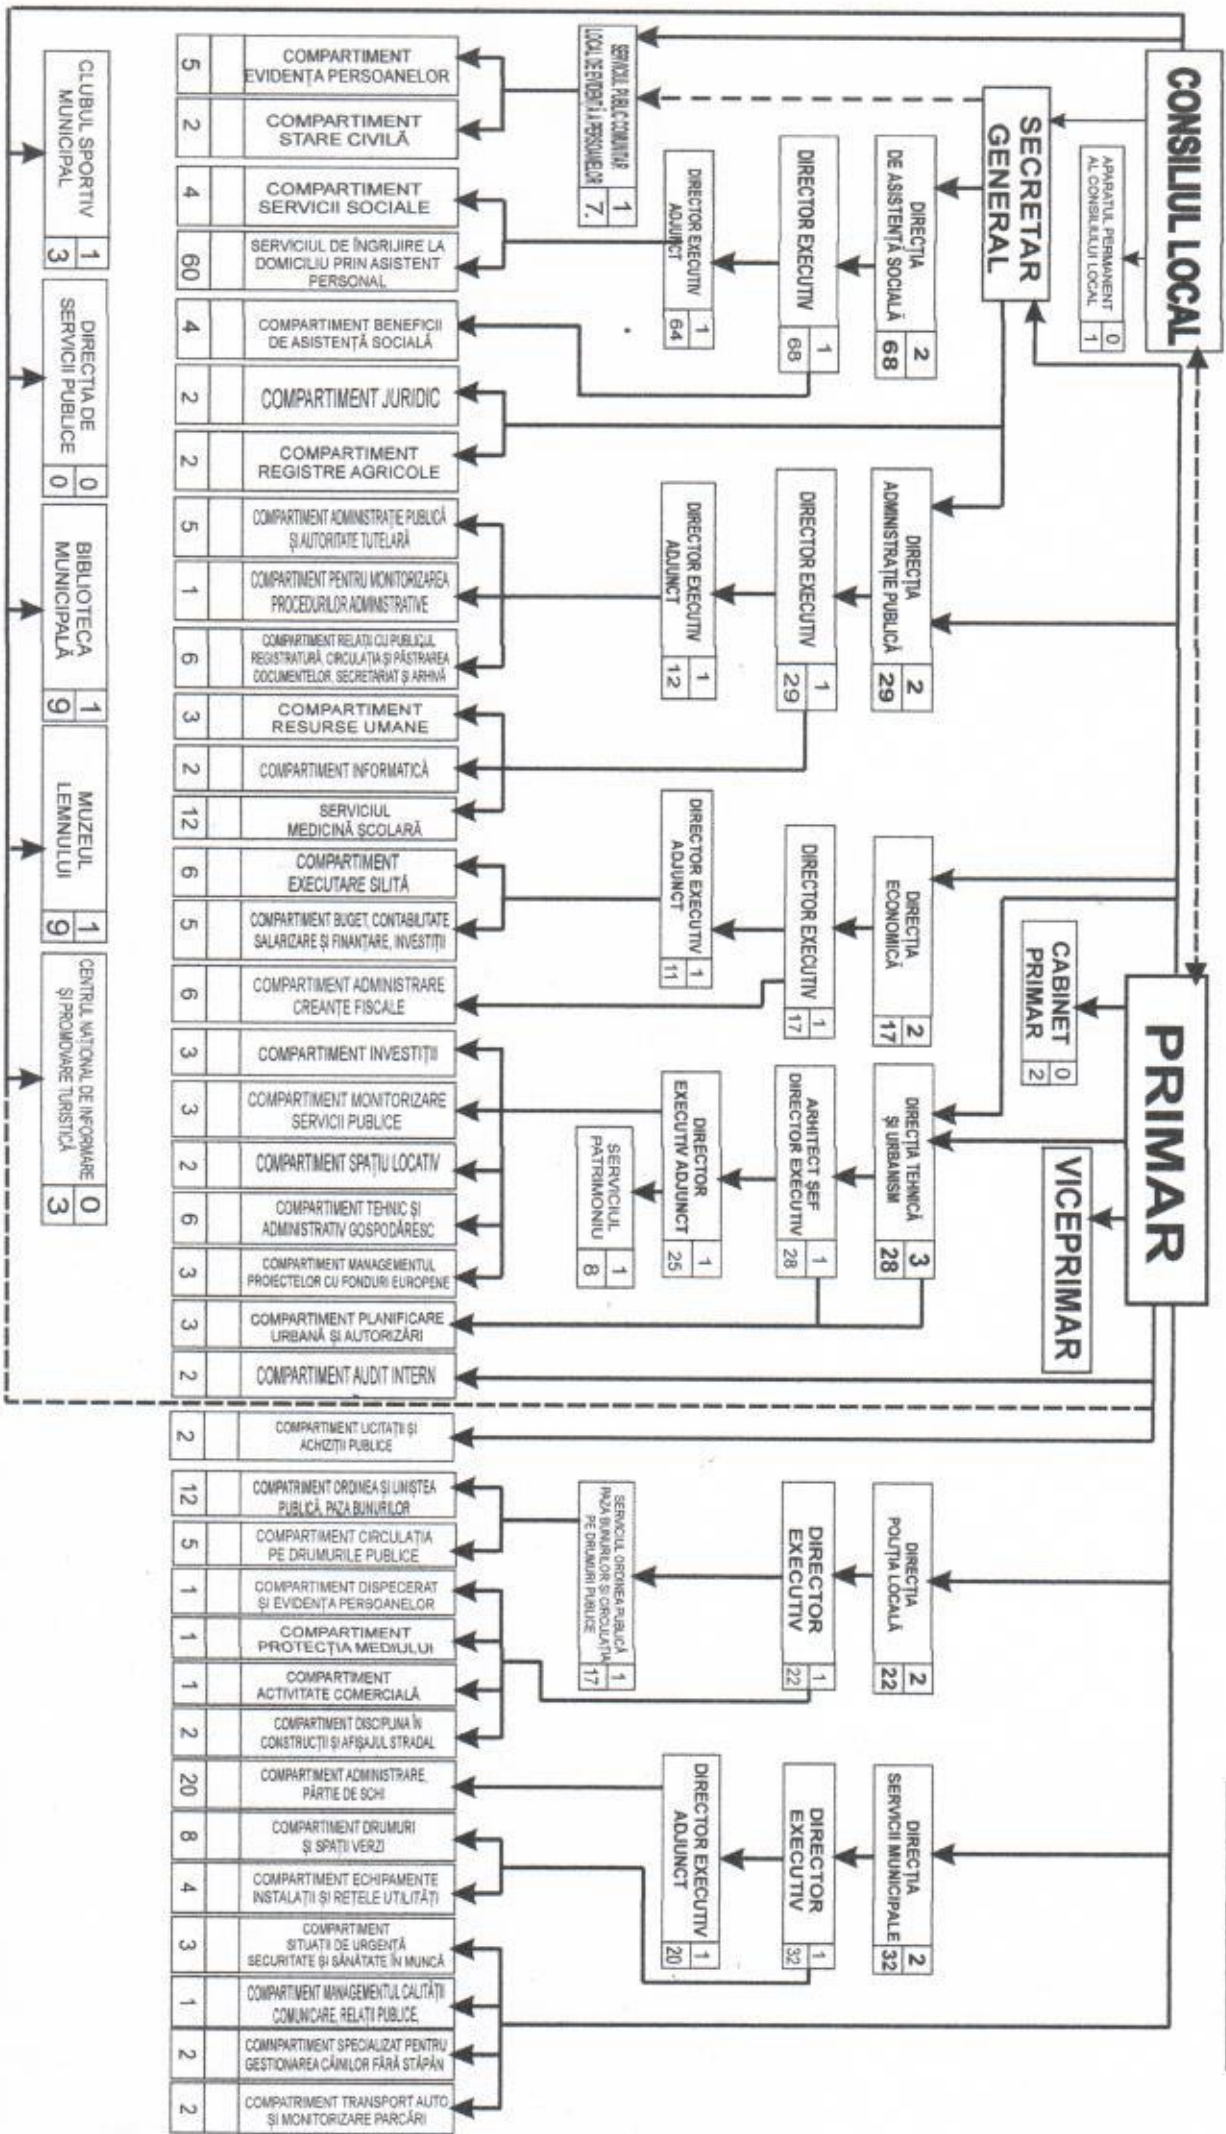 CONSILIUL LOCAL
PRIMAR
APARATUL PERMANENT
AL CONSILIULUI LOCAL
0
1
SECRETAR
GENERAL
CABINET
PRIMAR
0
2
VICEPRIMAR
DIRECȚIA
DE ASISTENȚĂ SOCIALĂ
2
68
DIRECȚIA
ADMINISTRAȚIE PUBLICĂ
2
29
DIRECȚIA
ECONOMICĂ
2
17
DIRECȚIA TEHNICĂ
ȘI URBANISM
3
28
DIRECȚIA
POLIȚIA LOCALĂ
2
22
DIRECȚIA
SERVICII MUNICIPALE
2
32
DIRECTOR EXECUTIV
1
68
DIRECTOR EXECUTIV
1
29
DIRECTOR EXECUTIV
1
17
ARHITECT ȘEF
DIRECTOR EXECUTIV
1
28
DIRECTOR
EXECUTIV
1
22
DIRECTOR
EXECUTIV
1
32
DIRECTOR EXECUTIV
ADJUNCT
1
64
DIRECTOR EXECUTIV
ADJUNCT
1
12
DIRECTOR EXECUTIV
ADJUNCT
1
11
DIRECTOR
EXECUTIV ADJUNCT
1
25
DIRECTOR EXECUTIV
ADJUNCT
1
20
SERVICIUL PUBLIC COMUNITAR
LOCAL DE EVIDENȚĂ A PERSOANELOR
1
7.
SERVICIUL
PATRIMONIU
1
8
SERVICIUL ORDINEA PUBLICĂ
PAZA BUNURILOR ȘI CIRCULAȚIA
PE DRUMURI PUBLICE
1
17
COMPARTIMENT
EVIDENȚA PERSOANELOR
5
COMPARTIMENT
STARE CIVILĂ
2
COMPARTIMENT
SERVICII SOCIALE
4
SERVICIUL DE ÎNGRIJIRE LA
DOMICILIU PRIN ASISTENT
PERSONAL
60
COMPARTIMENT BENEFICII
DE ASISTENȚĂ SOCIALĂ
4
COMPARTIMENT JURIDIC
2
COMPARTIMENT
REGISTRE AGRICOLE
2
COMPARTIMENT ADMINISTRAȚIE PUBLICĂ
ȘI AUTORITATE TUTELARĂ
5
COMPARTIMENT PENTRU MONITORIZAREA
PROCEDURILOR ADMINISTRATIVE
1
COMPARTIMENT RELAȚII CU PUBLICUL
REGISTRATURĂ, CIRCULAȚIA ȘI PĂSTRAREA
DOCUMENTELOR, SECRETARIAT ȘI ARHIVĂ
6
COMPARTIMENT
RESURSE UMANE
3
COMPARTIMENT INFORMATICĂ
2
SERVICIUL
MEDICINĂ ȘCOLARĂ
12
COMPARTIMENT
EXECUTARE SILITĂ
6
COMPARTIMENT BUGET, CONTABILITATE
SALARIZARE ȘI FINANȚARE, INVESTIȚII
5
COMPARTIMENT ADMINISTRARE
CREANȚE FISCALE
6
COMPARTIMENT INVESTIȚII
3
COMPARTIMENT MONITORIZARE
SERVICII PUBLICE
3
COMPARTIMENT SPAȚIU LOCATIV
2
COMPARTIMENT TEHNIC ȘI
ADMINISTRATIV GOSPODĂRESC
6
COMPARTIMENT MANAGEMENTUL
PROIECTELOR CU FONDURI EUROPENE
3
COMPARTIMENT PLANIFICARE
URBANĂ ȘI AUTORIZĂRI
3
COMPARTIMENT AUDIT INTERN
2
COMPARTIMENT LICITAȚII ȘI
ACHIZIȚII PUBLICE
2
COMPATRIMENT ORDINEA ȘI LINIȘTEA
PUBLICĂ, PAZA BUNURILOR
12
COMPARTIMENT CIRCULAȚIA
PE DRUMURILE PUBLICE
5
COMPARTIMENT DISPECERAT
ȘI EVIDENȚA PERSOANELOR
1
COMPARTIMENT
PROTECȚIA MEDIULUI
1
COMPARTIMENT
ACTIVITATE COMERCIALĂ
1
COMPARTIMENT DISCIPLINA ÎN
CONSTRUCȚII ȘI AFIȘAJUL STRADAL
2
COMPARTIMENT ADMINISTRARE,
PÂRTIE DE SCHI
20
COMPARTIMENT DRUMURI
ȘI SPAȚII VERZI
8
COMPARTIMENT ECHIPAMENTE
INSTALAȚII ȘI REȚELE UTILITĂȚI
4
COMPARTIMENT
SITUAȚII DE URGENȚĂ
SECURITATE ȘI SĂNĂTATE ÎN MUNCĂ
3
COMPARTIMENT MANAGEMENTUL CALITĂȚII
COMUNICARE, RELAȚII PUBLICE,
1
COMNPARTIMENT SPECIALIZAT PENTRU
GESTIONAREA CÂINILOR FĂRĂ STĂPÂN
2
COMPATRIMENT TRANSPORT AUTO
ȘI MONITORIZARE PARCĂRI
2
CLUBUL SPORTIV
MUNICIPAL
1
3
DIRECȚIA DE
SERVICII PUBLICE
0
0
BIBLIOTECA
MUNICIPALĂ
1
9
MUZEUL
LEMNULUI
1
9
CENTRUL NAȚIONAL DE INFORMARE
ȘI PROMOVARE TURISTICĂ
0
3